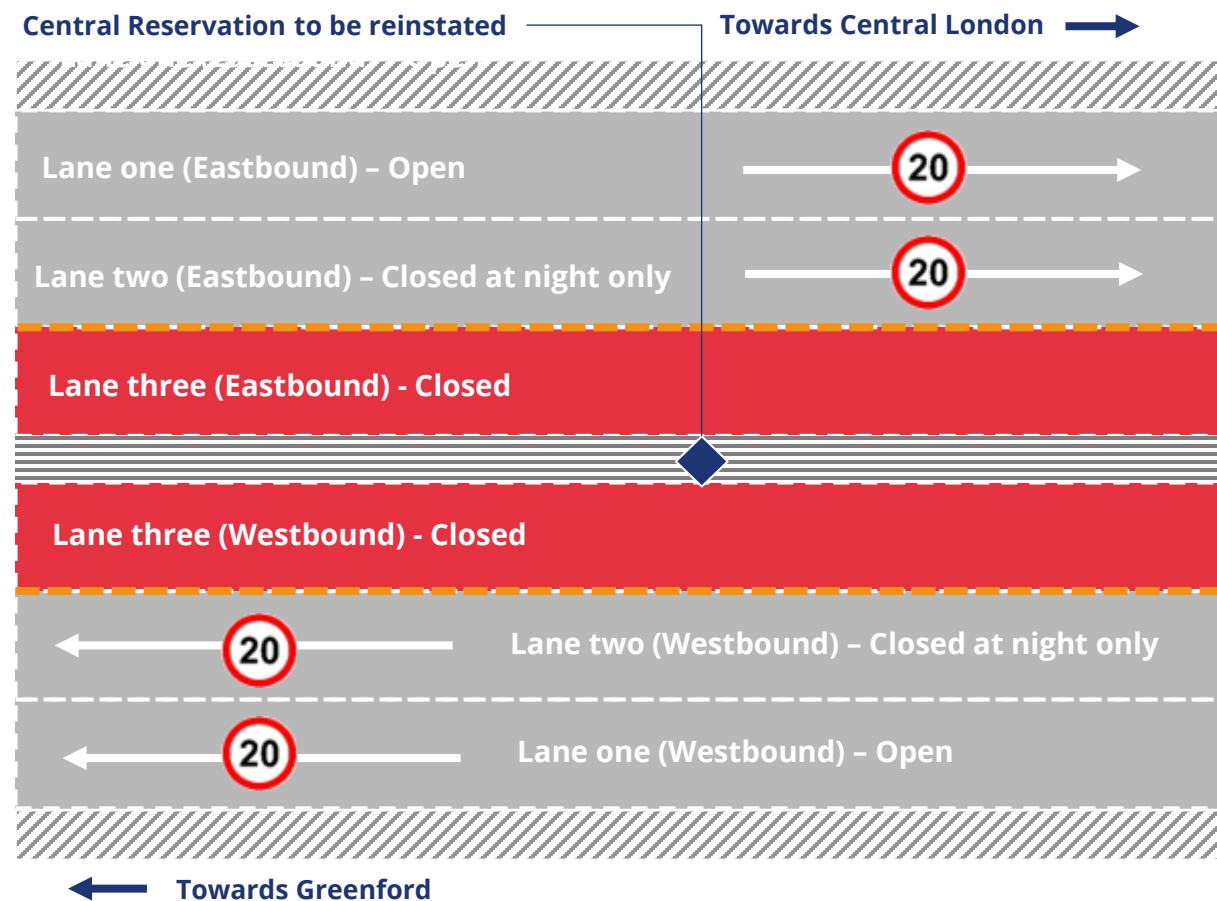 Central Reservation to be reinstated
Towards Central London
Lane one (Eastbound) – Open
20
Lane two (Eastbound) – Closed at night only
20
Lane three (Eastbound) - Closed
Lane three (Westbound) - Closed
20
Lane two (Westbound) – Closed at night only
20
Lane one (Westbound) – Open
Towards Greenford